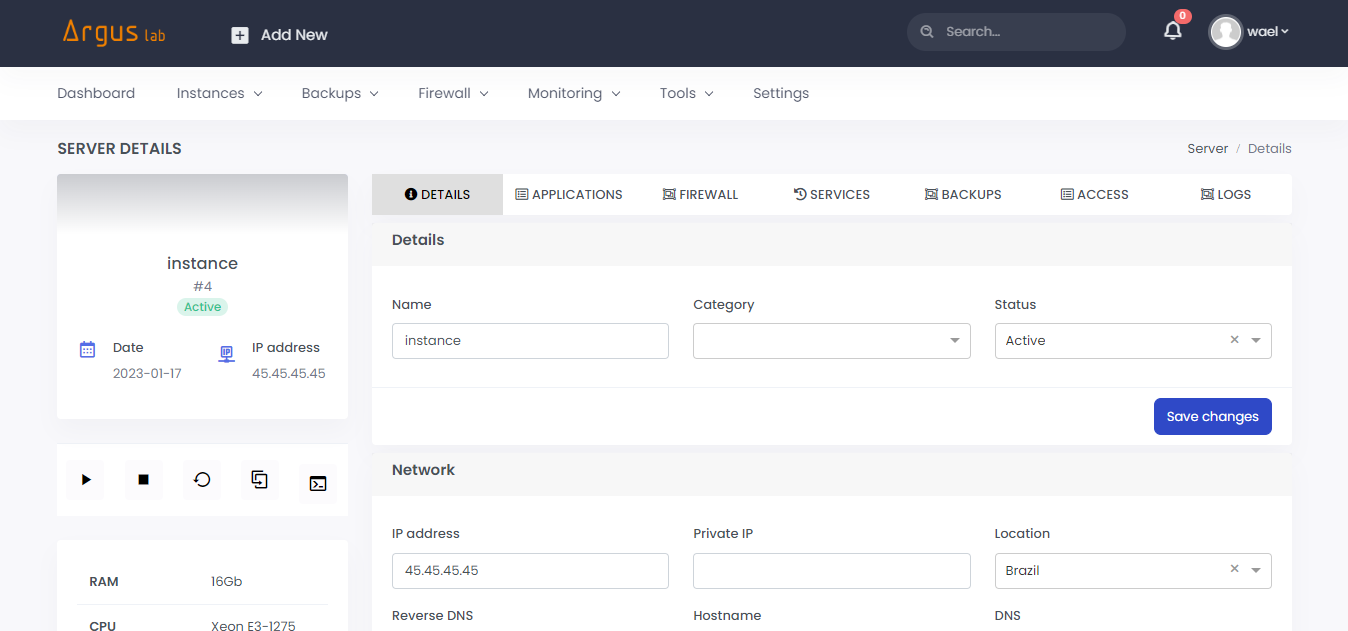 Argus lab
Add New
Search...
0
wael
Dashboard Instances Backups Firewall Monitoring Tools Settings
SERVER DETAILS
Server / Details
instance
#4
Active
Date
2023-01-17
IP address
45.45.45.45
RAM 16Gb
CPU Xeon E3-1275
DETAILS APPLICATIONS FIREWALL SERVICES BACKUPS ACCESS LOGS
Details
Name Category Status
instance Active ×
Save changes
Network
IP address Private IP Location
45.45.45.45 Brazil ×
Reverse DNS Hostname DNS